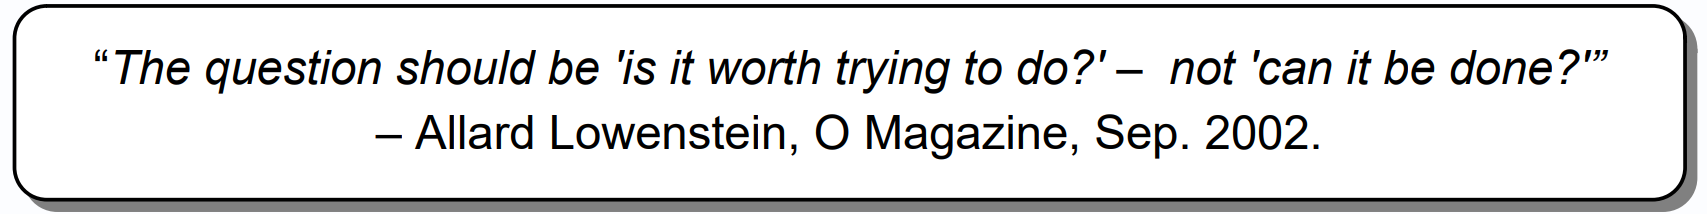 “The question should be 'is it worth trying to do?' – not 'can it be done?'”
– Allard Lowenstein, O Magazine, Sep. 2002.